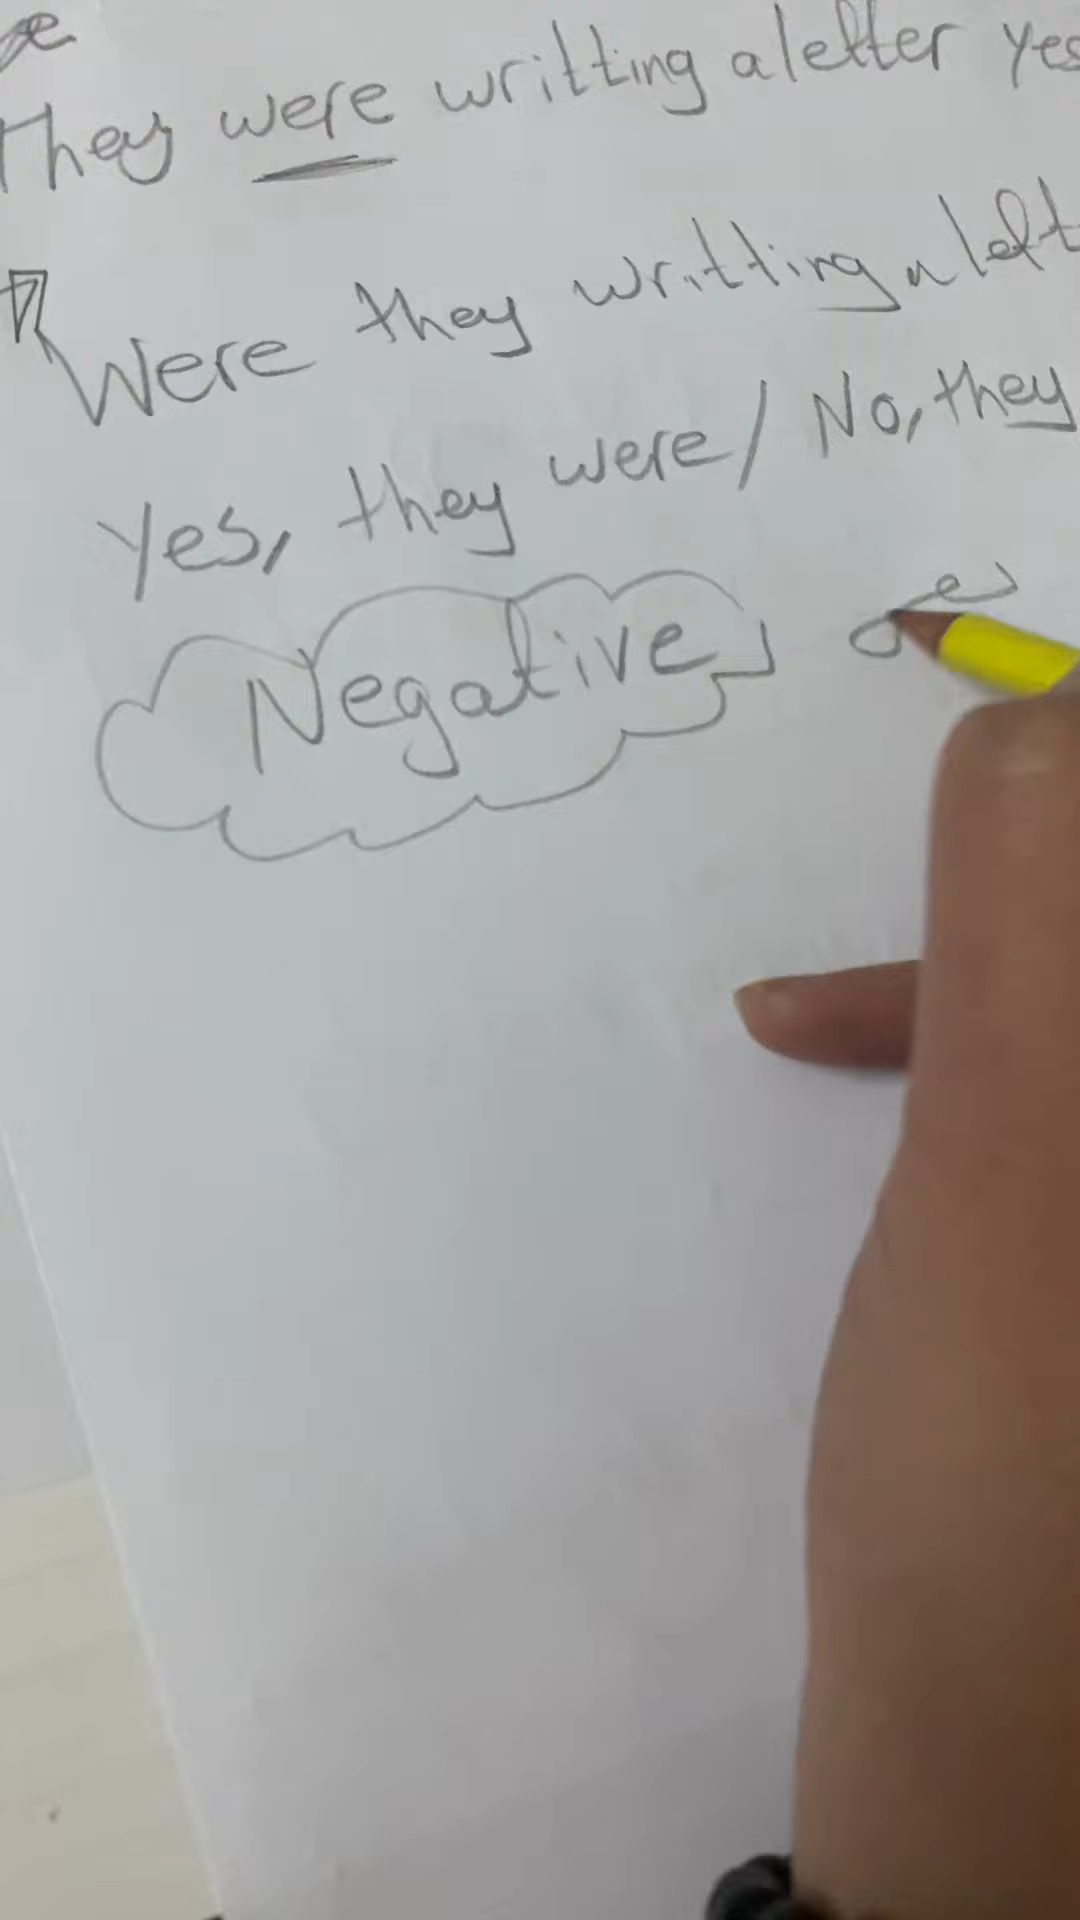 They were writting a letter yes
Were they writting a lett
Yes, they were / No, they
Negative